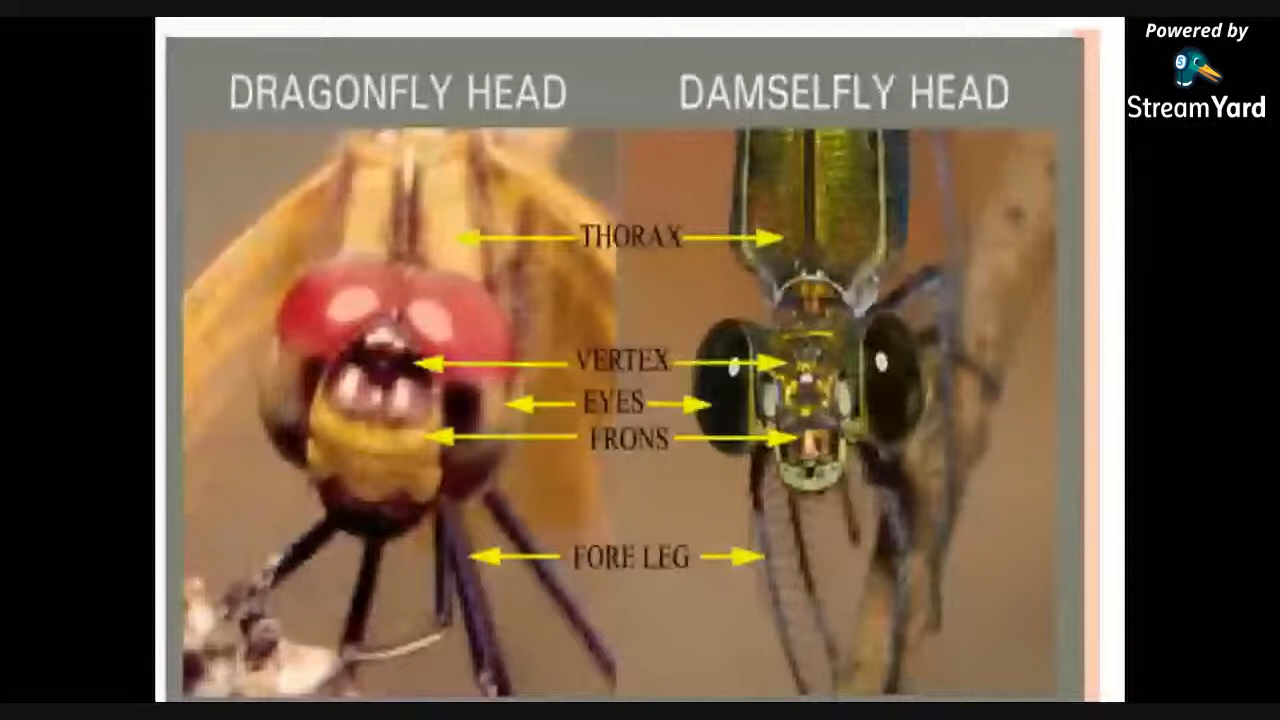 DRAGONFLY HEAD
DAMSELFLY HEAD
THORAX
VERTEX
EYES
FRONS
FORE LEG
Powered by
StreamYard